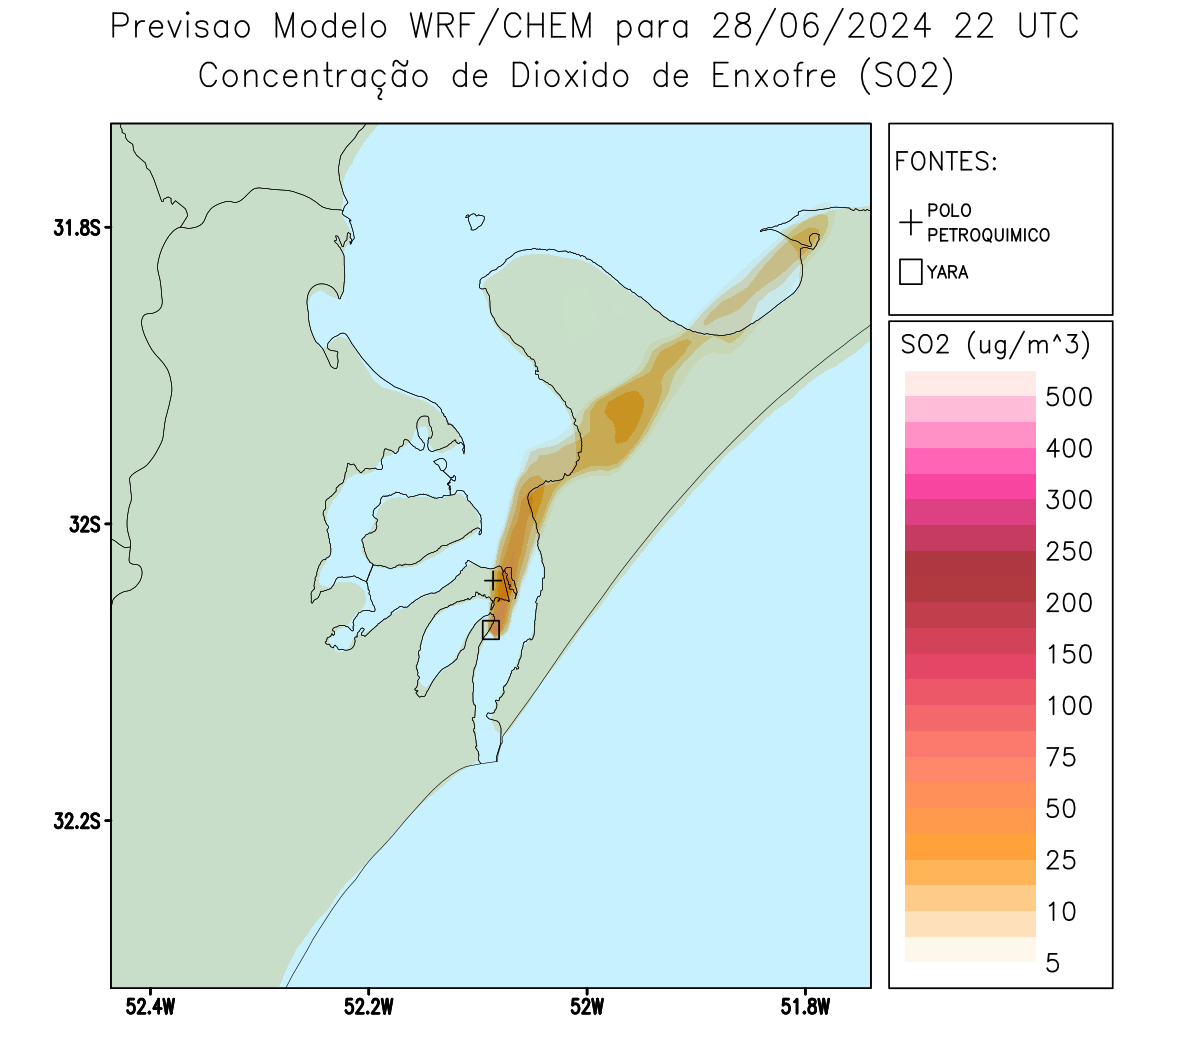 Previsao Modelo WRF/CHEM para 28/06/2024 22 UTC
Concentração de Dioxido de Enxofre (SO2)
FONTES:
POLO
PETROQUIMICO
YARA
SO2 (ug/m^3)
500
400
300
250
200
150
100
75
50
25
10
5
31.8S
32S
32.2S
52.4W
52.2W
52W
51.8W